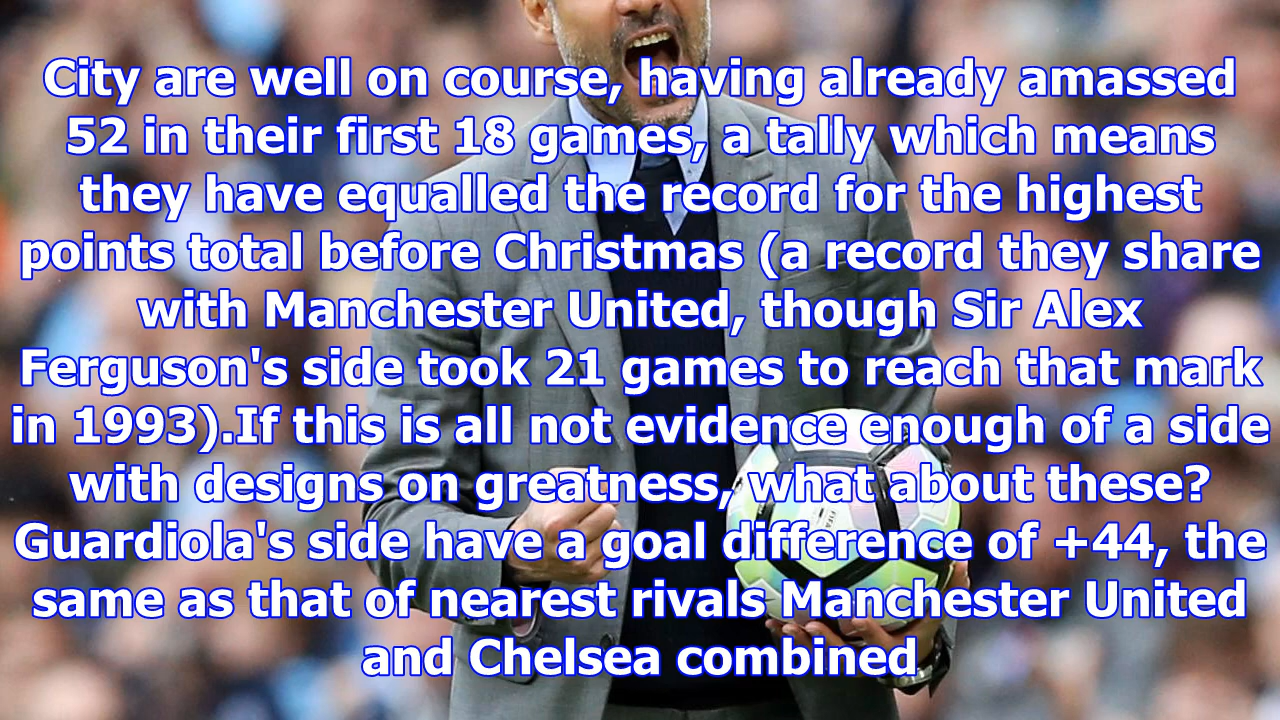 City are well on course, having already amassed
52 in their first 18 games, a tally which means
they have equalled the record for the highest
points total before Christmas (a record they share
with Manchester United, though Sir Alex
Ferguson's side took 21 games to reach that mark
in 1993).If this is all not evidence enough of a side
with designs on greatness, what about these?
Guardiola's side have a goal difference of +44, the
same as that of nearest rivals Manchester United
and Chelsea combined